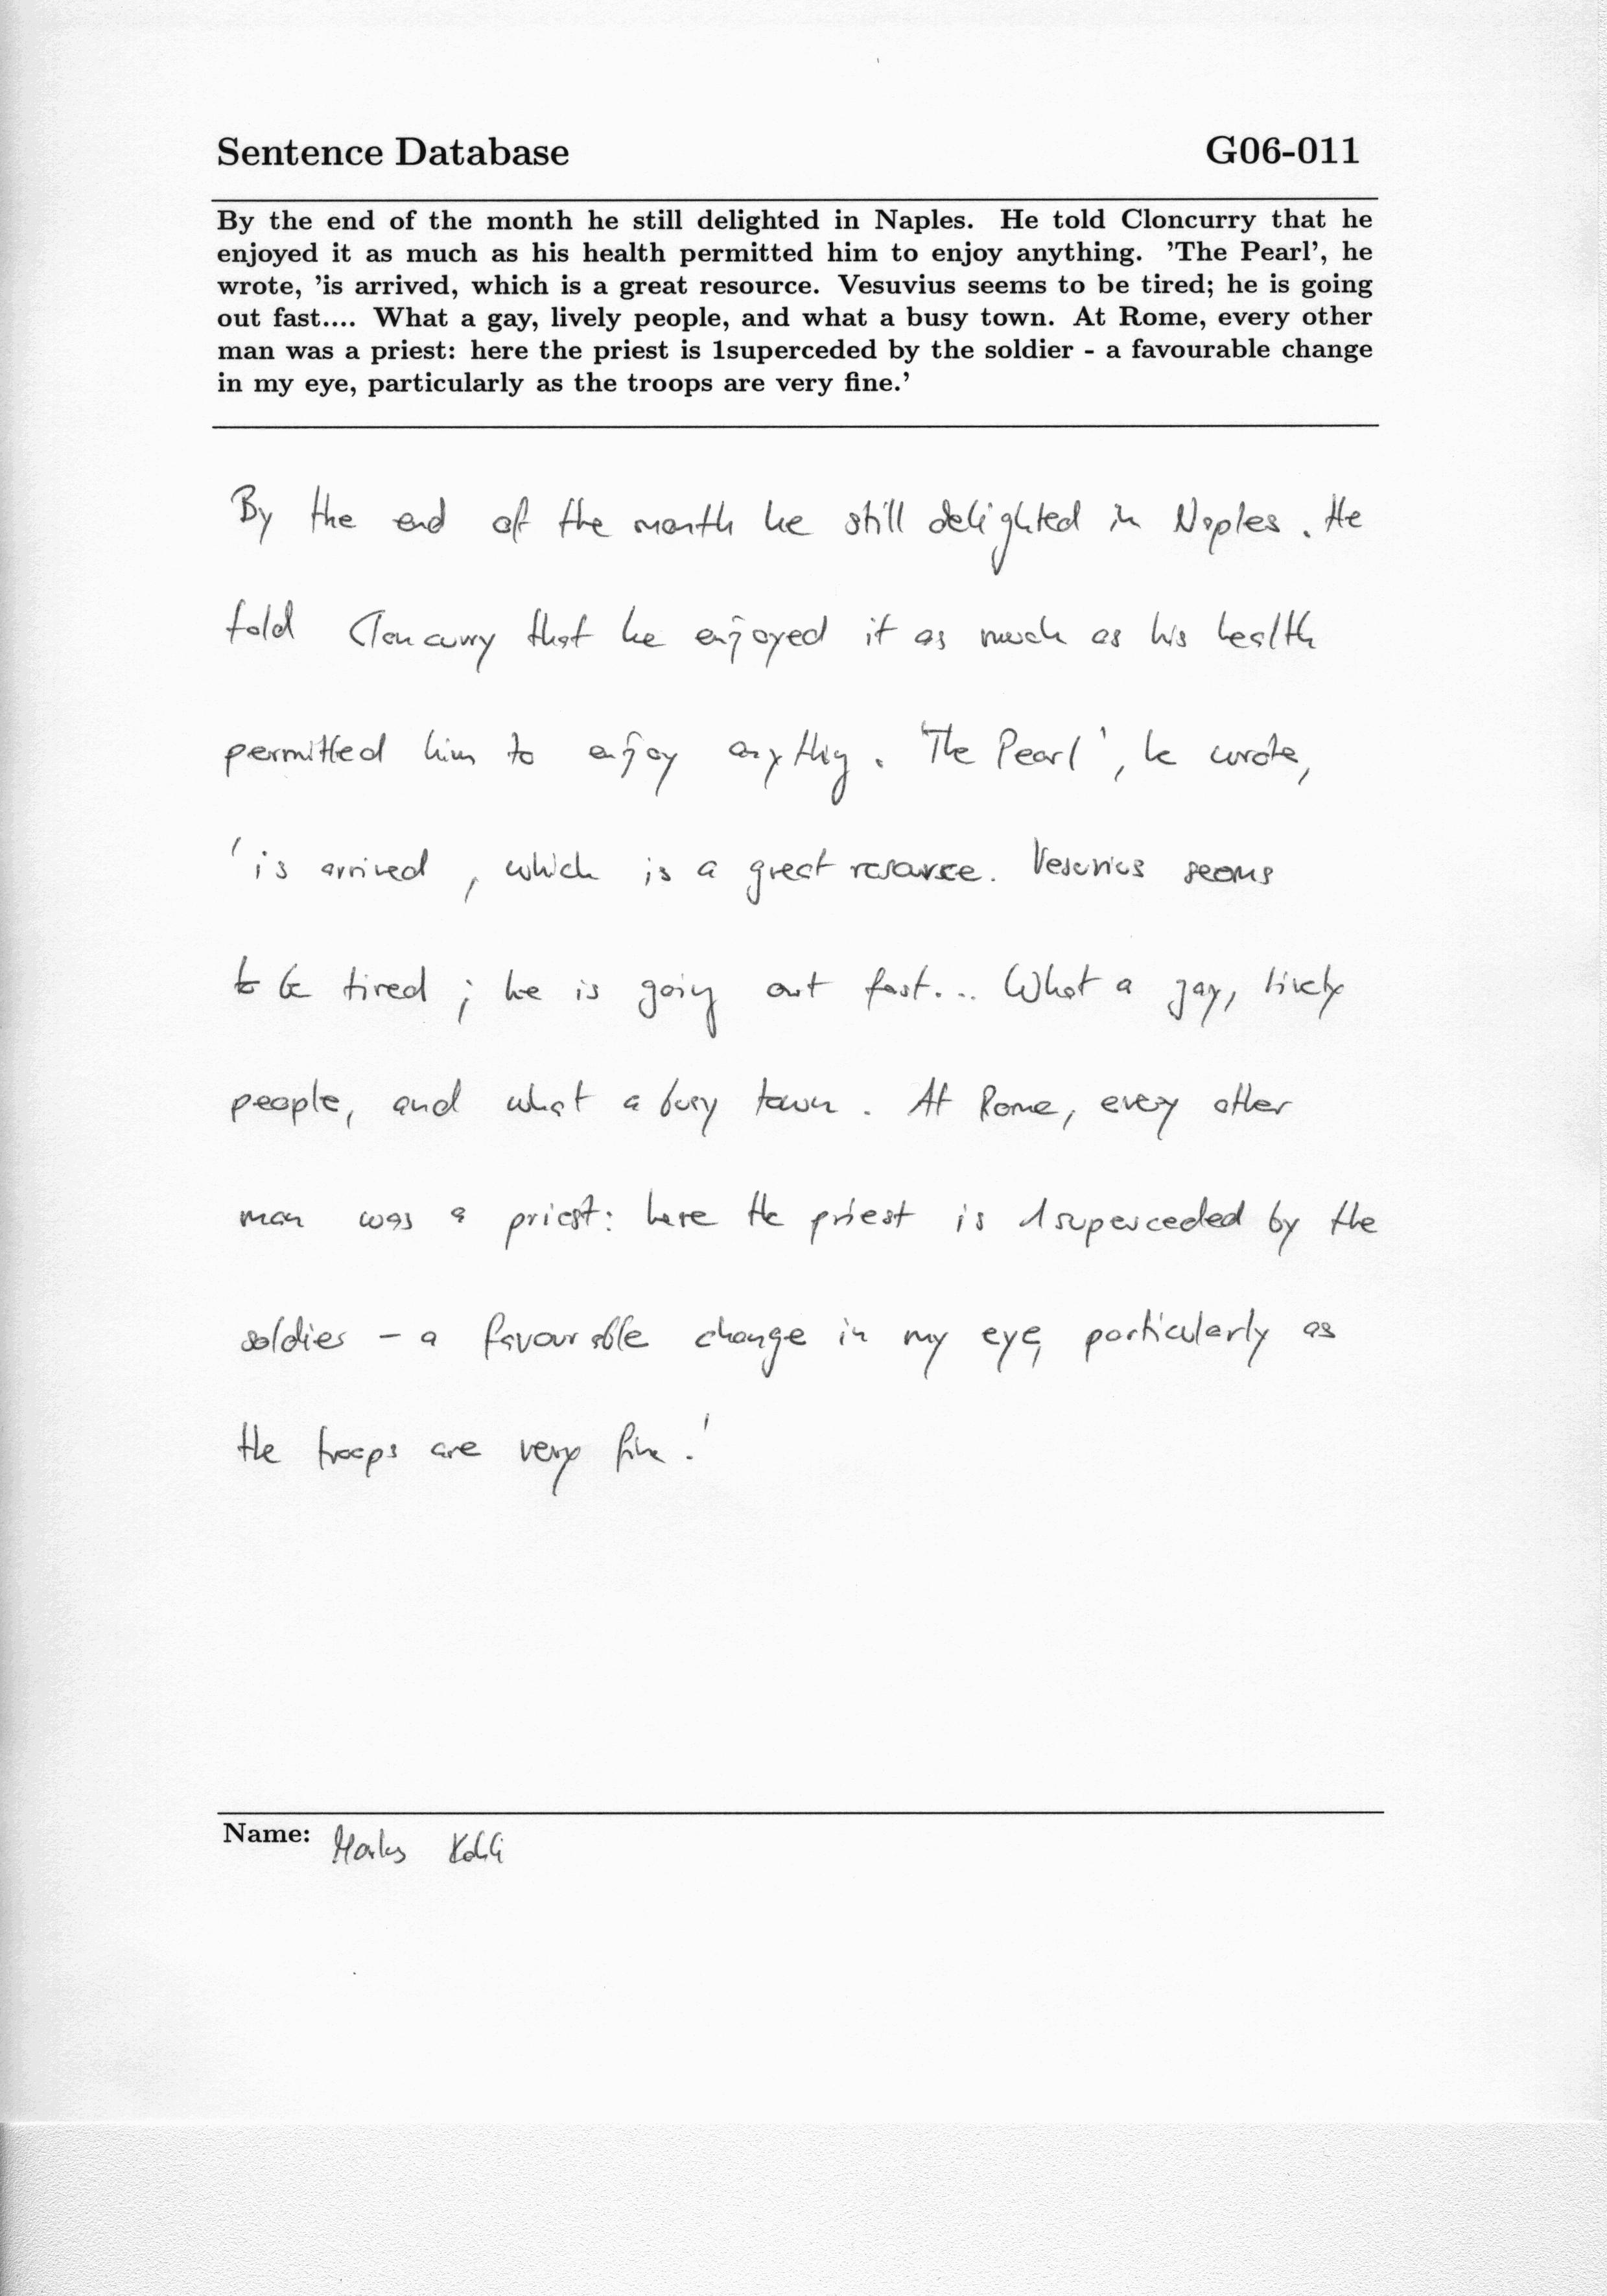 Sentence Database G06-011
By the end of the month he still delighted in Naples. He told Cloncurry that he
enjoyed it as much as his health permitted him to enjoy anything. 'The Pearl', he
wrote, 'is arrived, which is a great resource. Vesuvius seems to be tired; he is going
out fast.... What a gay, lively people, and what a busy town. At Rome, every other
man was a priest: here the priest is 1superceded by the soldier - a favourable change
in my eye, particularly as the troops are very fine.'
By the end of the month he still delighted in Naples. He
told Cloncurry that he enjoyed it as much as his health
permitted him to enjoy anything. 'The Pearl', he wrote,
'is arrived, which is a great resource. Vesuvius seems
to be tired; he is going out fast... What a gay, lively
people, and what a busy town. At Rome, every other
man was a priest: here the priest is 1superceded by the
soldier - a favourable change in my eye, particularly as
the troops are very fine.'
Name: